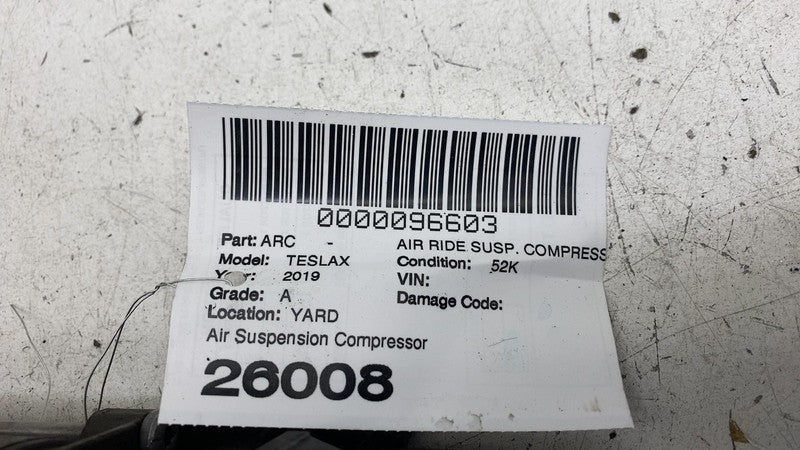 0000096603
Part: ARC - AIR RIDE SUSP. COMPRESS
Model: TESLAX Condition: 52K
Year: 2019 VIN:
Grade: A Damage Code:
Location: YARD
Air Suspension Compressor
26008